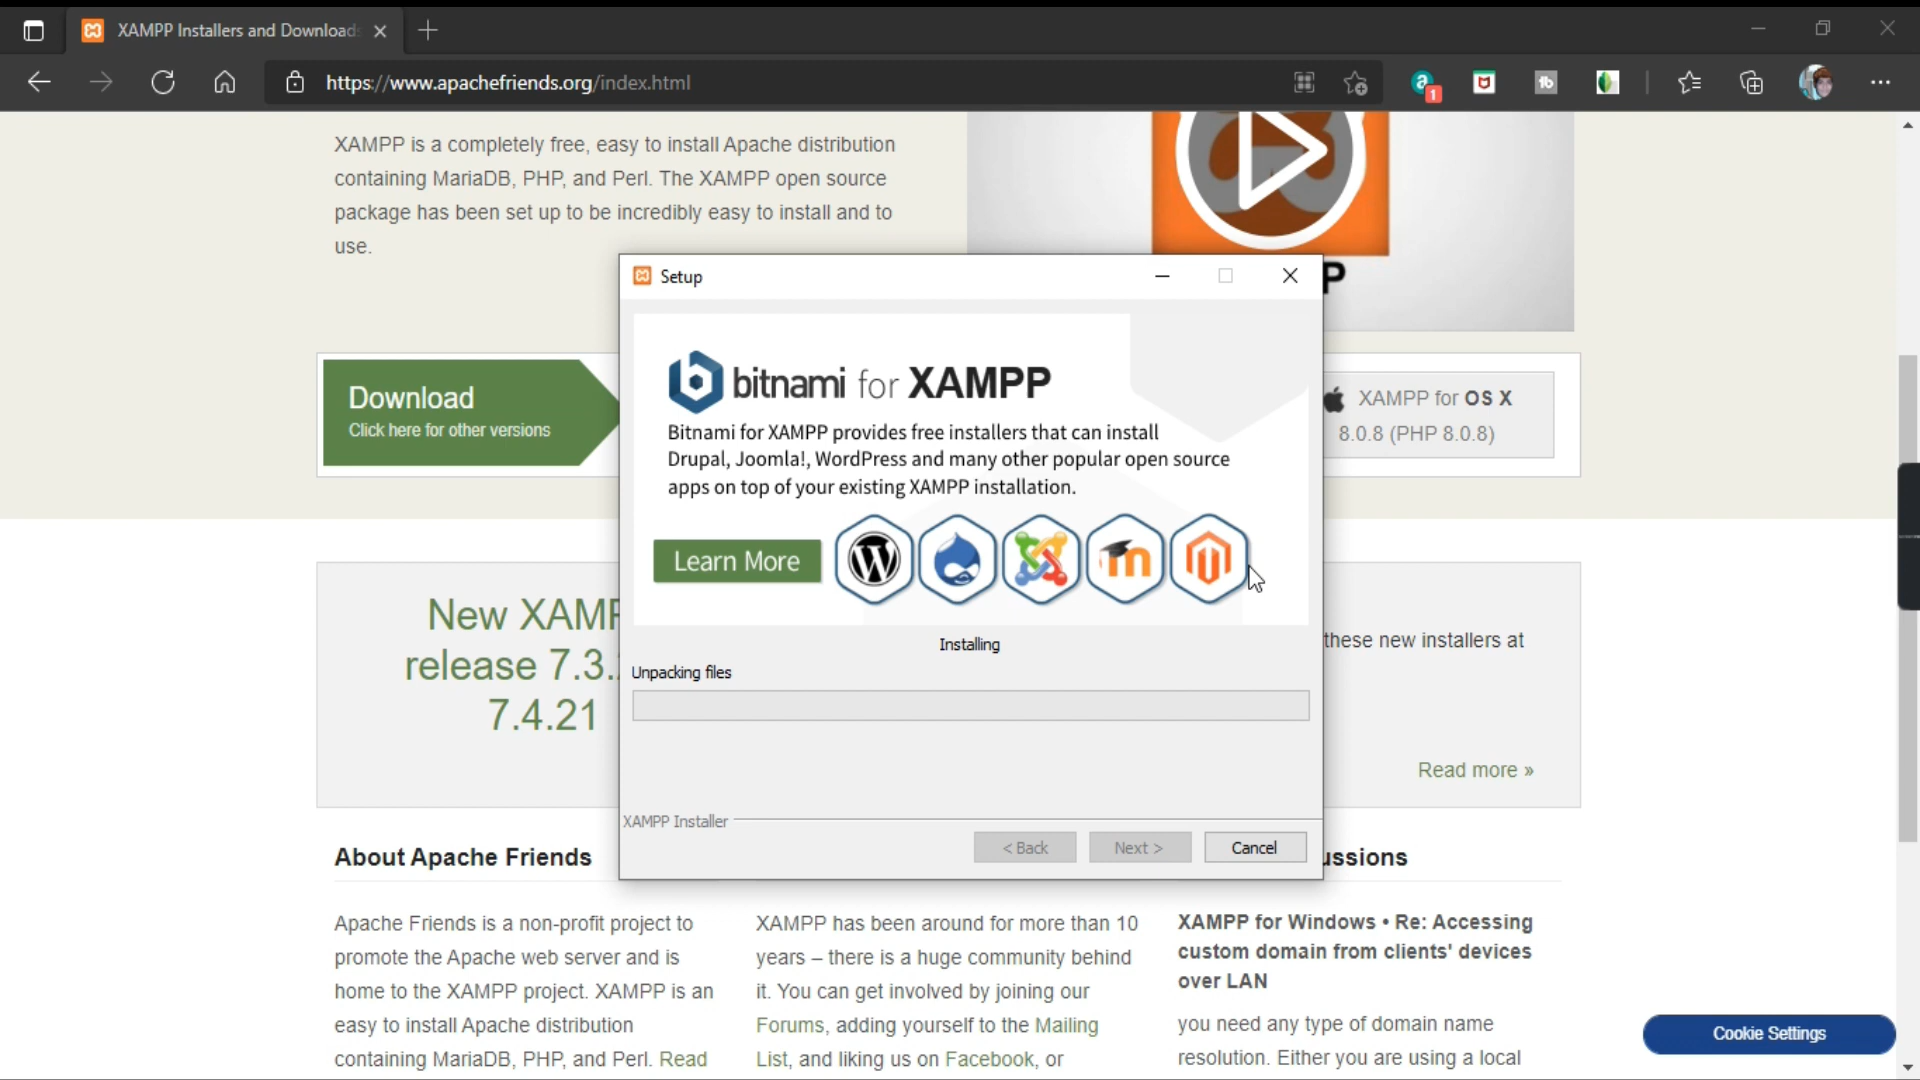 XAMPP Installers and Downloads
https://www.apachefriends.org/index.html
1
XAMPP is a completely free, easy to install Apache distribution
containing MariaDB, PHP, and Perl. The XAMPP open source
package has been set up to be incredibly easy to install and to
use.
P
Download
Click here for other versions
XAMPP for OS X
8.0.8 (PHP 8.0.8)
Setup
bitnami for XAMPP
Bitnami for XAMPP provides free installers that can install
Drupal, Joomla!, WordPress and many other popular open source
apps on top of your existing XAMPP installation.
Learn More
Installing
Unpacking files
XAMPP Installer
< Back
Next >
Cancel
New XAMP
release 7.3.
7.4.21
these new installers at
Read more »
About Apache Friends
Apache Friends is a non-profit project to
promote the Apache web server and is
home to the XAMPP project. XAMPP is an
easy to install Apache distribution
containing MariaDB, PHP, and Perl. Read
XAMPP has been around for more than 10
years – there is a huge community behind
it. You can get involved by joining our
Forums, adding yourself to the Mailing
List, and liking us on Facebook, or
ussions
XAMPP for Windows • Re: Accessing
custom domain from clients' devices
over LAN
you need any type of domain name
resolution. Either you are using a local
Cookie Settings